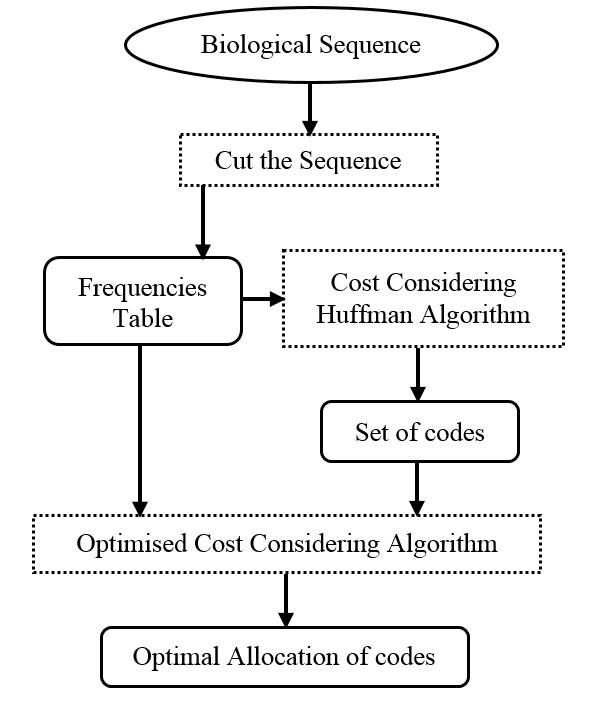 Biological Sequence
Cut the Sequence
Frequencies
Table
Cost Considering
Huffman Algorithm
Set of codes
Optimised Cost Considering Algorithm
Optimal Allocation of codes